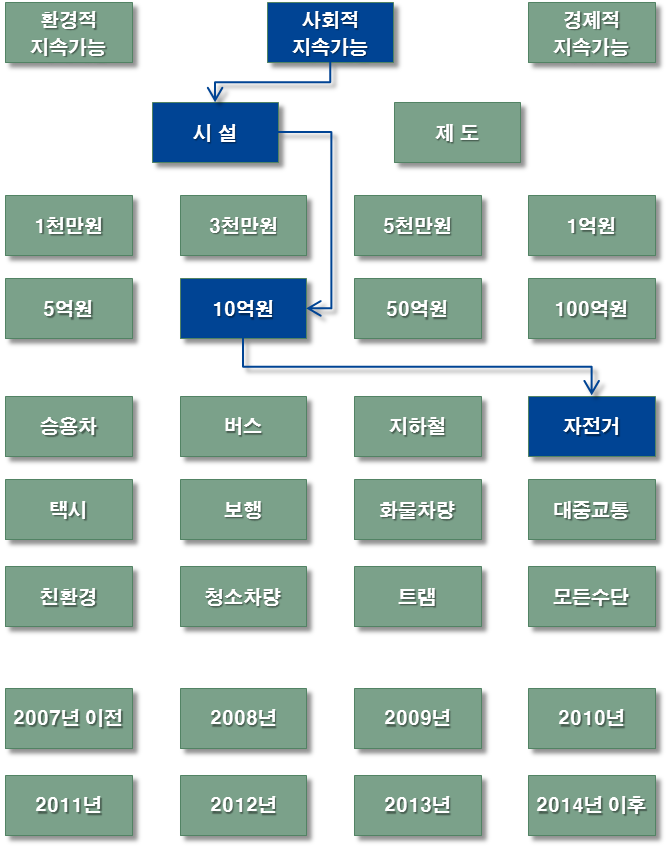 환경적
지속가능
사회적
지속가능
경제적
지속가능
시 설
제 도
1천만원
3천만원
5천만원
1억원
5억원
10억원
50억원
100억원
승용차
버스
지하철
자전거
택시
보행
화물차량
대중교통
친환경
청소차량
트램
모든수단
2007년 이전
2008년
2009년
2010년
2011년
2012년
2013년
2014년 이후